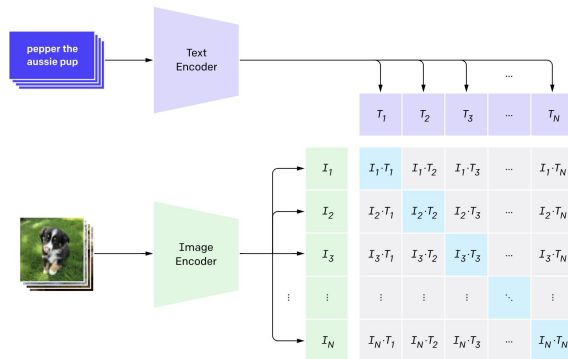 pepper the
aussie pup
Text
Encoder
...
T1 T2 T3 ... TN
I1 I1·T1 I1·T2 I1·T3 ... I1·TN
I2 I2·T1 I2·T2 I2·T3 ... I2·TN
I3 I3·T1 I3·T2 I3·T3 ... I3·TN
⋮ ⋮ ⋮ ⋮ ⋮ ⋱ ⋮
IN IN·T1 IN·T2 IN·T3 ... IN·TN
Image
Encoder